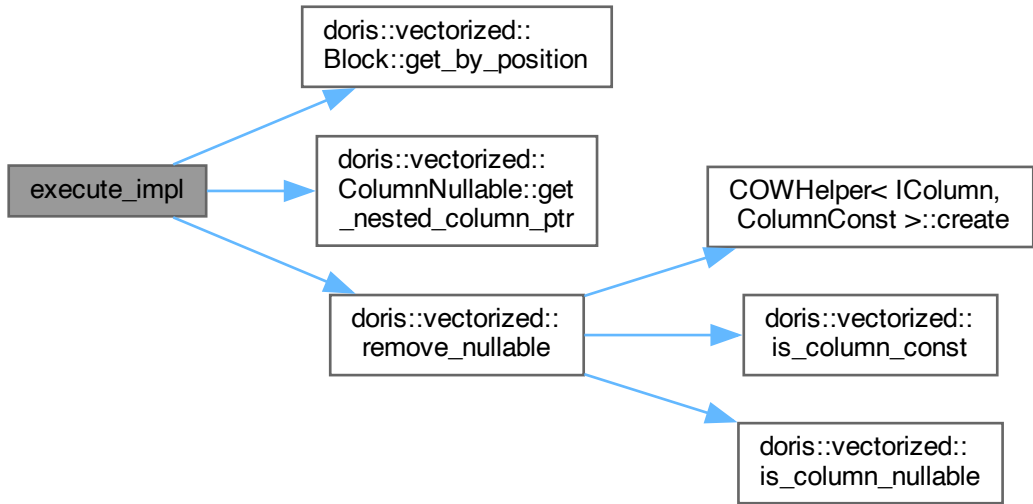 doris::vectorized::
Block::get_by_position
execute_impl
doris::vectorized::
ColumnNullable::get
_nested_column_ptr
doris::vectorized::
remove_nullable
COWHelper< IColumn,
ColumnConst >::create
doris::vectorized::
is_column_const
doris::vectorized::
is_column_nullable